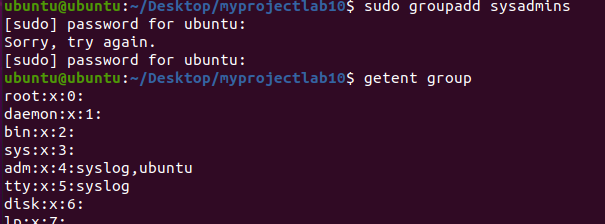 ubuntu@ubuntu:~/Desktop/myprojectlab10$ sudo groupadd sysadmins
[sudo] password for ubuntu:
Sorry, try again.
[sudo] password for ubuntu:
ubuntu@ubuntu:~/Desktop/myprojectlab10$ getent group
root:x:0:
daemon:x:1:
bin:x:2:
sys:x:3:
adm:x:4:syslog,ubuntu
tty:x:5:syslog
disk:x:6:
lp:x:7: